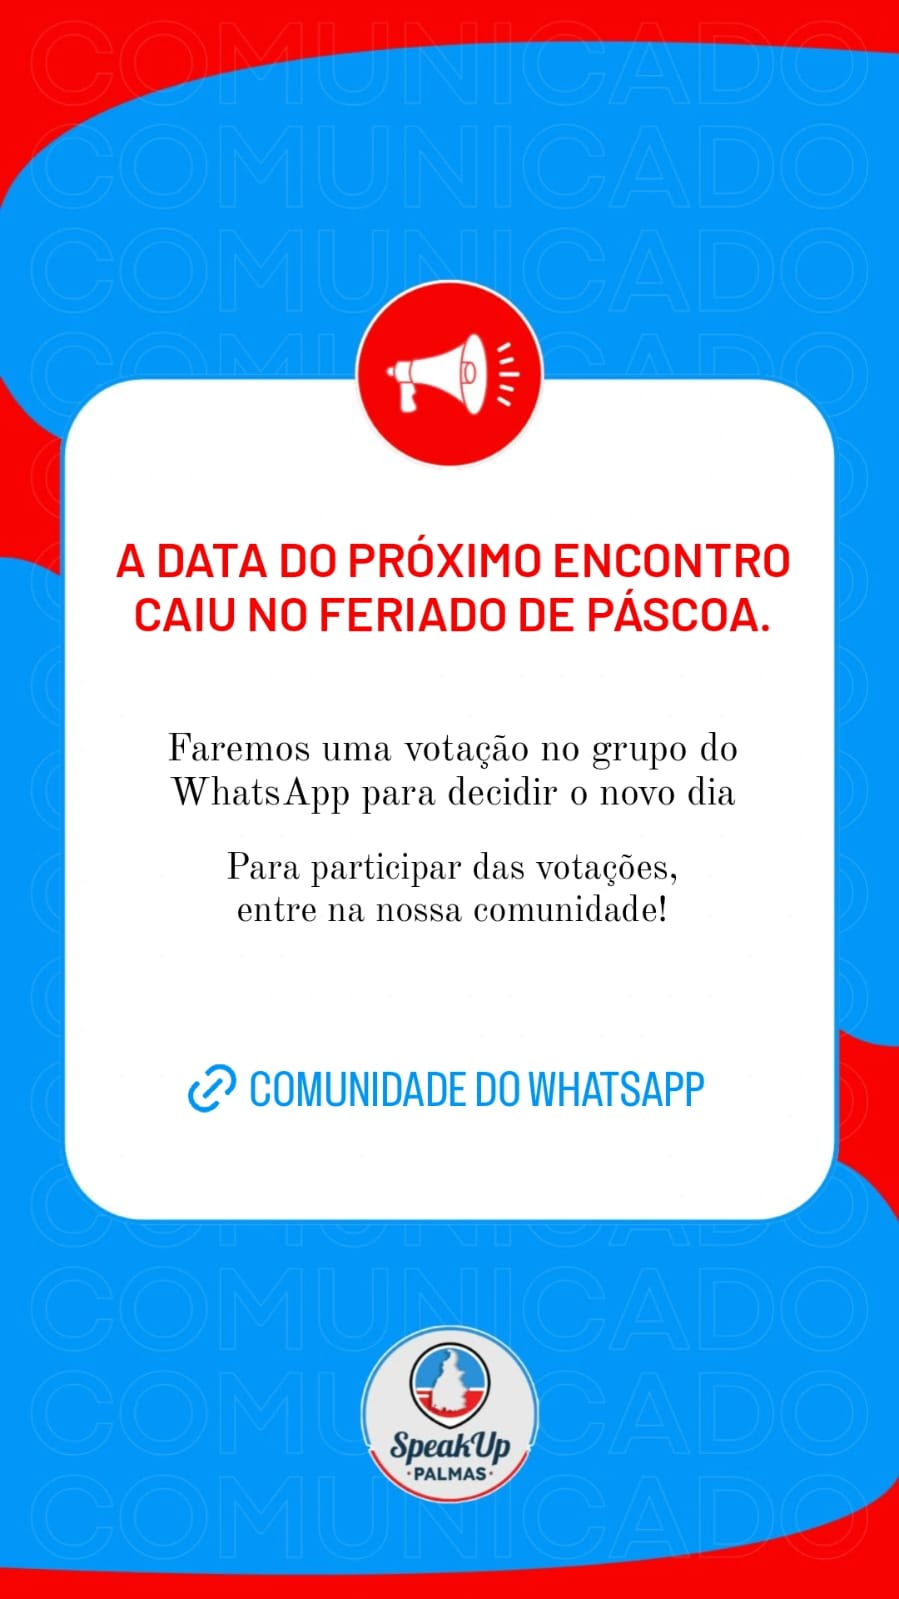 COMUNICADO
COMUNICADO
COMUNICADO
COMUNICADO
A DATA DO PRÓXIMO ENCONTRO
CAIU NO FERIADO DE PÁSCOA.
Faremos uma votação no grupo do
WhatsApp para decidir o novo dia
Para participar das votações,
entre na nossa comunidade!
COMUNIDADE DO WHATSAPP
COMUNICADO
COMUNICADO
COMUNICADO
SpeakUp
PALMAS